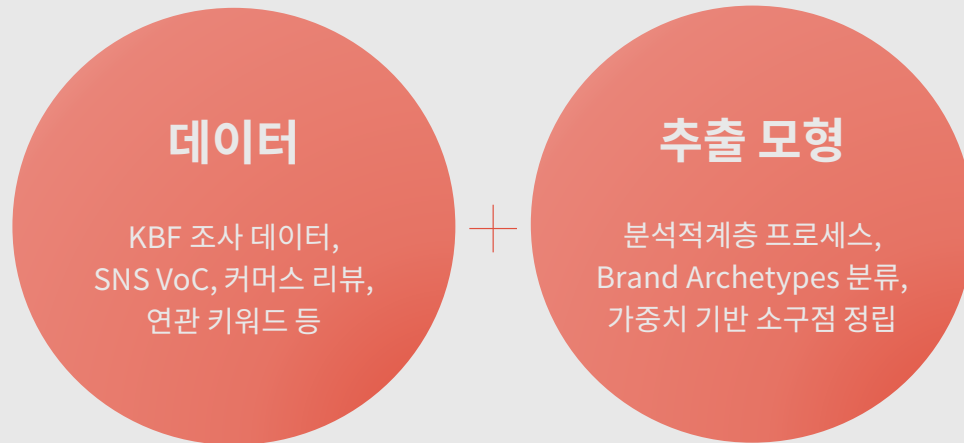 데이터
KBF 조사 데이터,
SNS VoC, 커머스 리뷰,
연관 키워드 등
추출 모형
분석적계층 프로세스,
Brand Archetypes 분류,
가중치 기반 소구점 정립